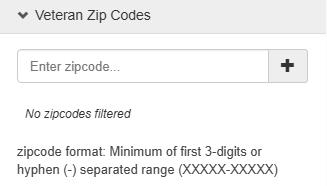 Veteran Zip Codes
Enter zipcode...
No zipcodes filtered
zipcode format: Minimum of first 3-digits or
hyphen (-) separated range (XXXXX-XXXXX)